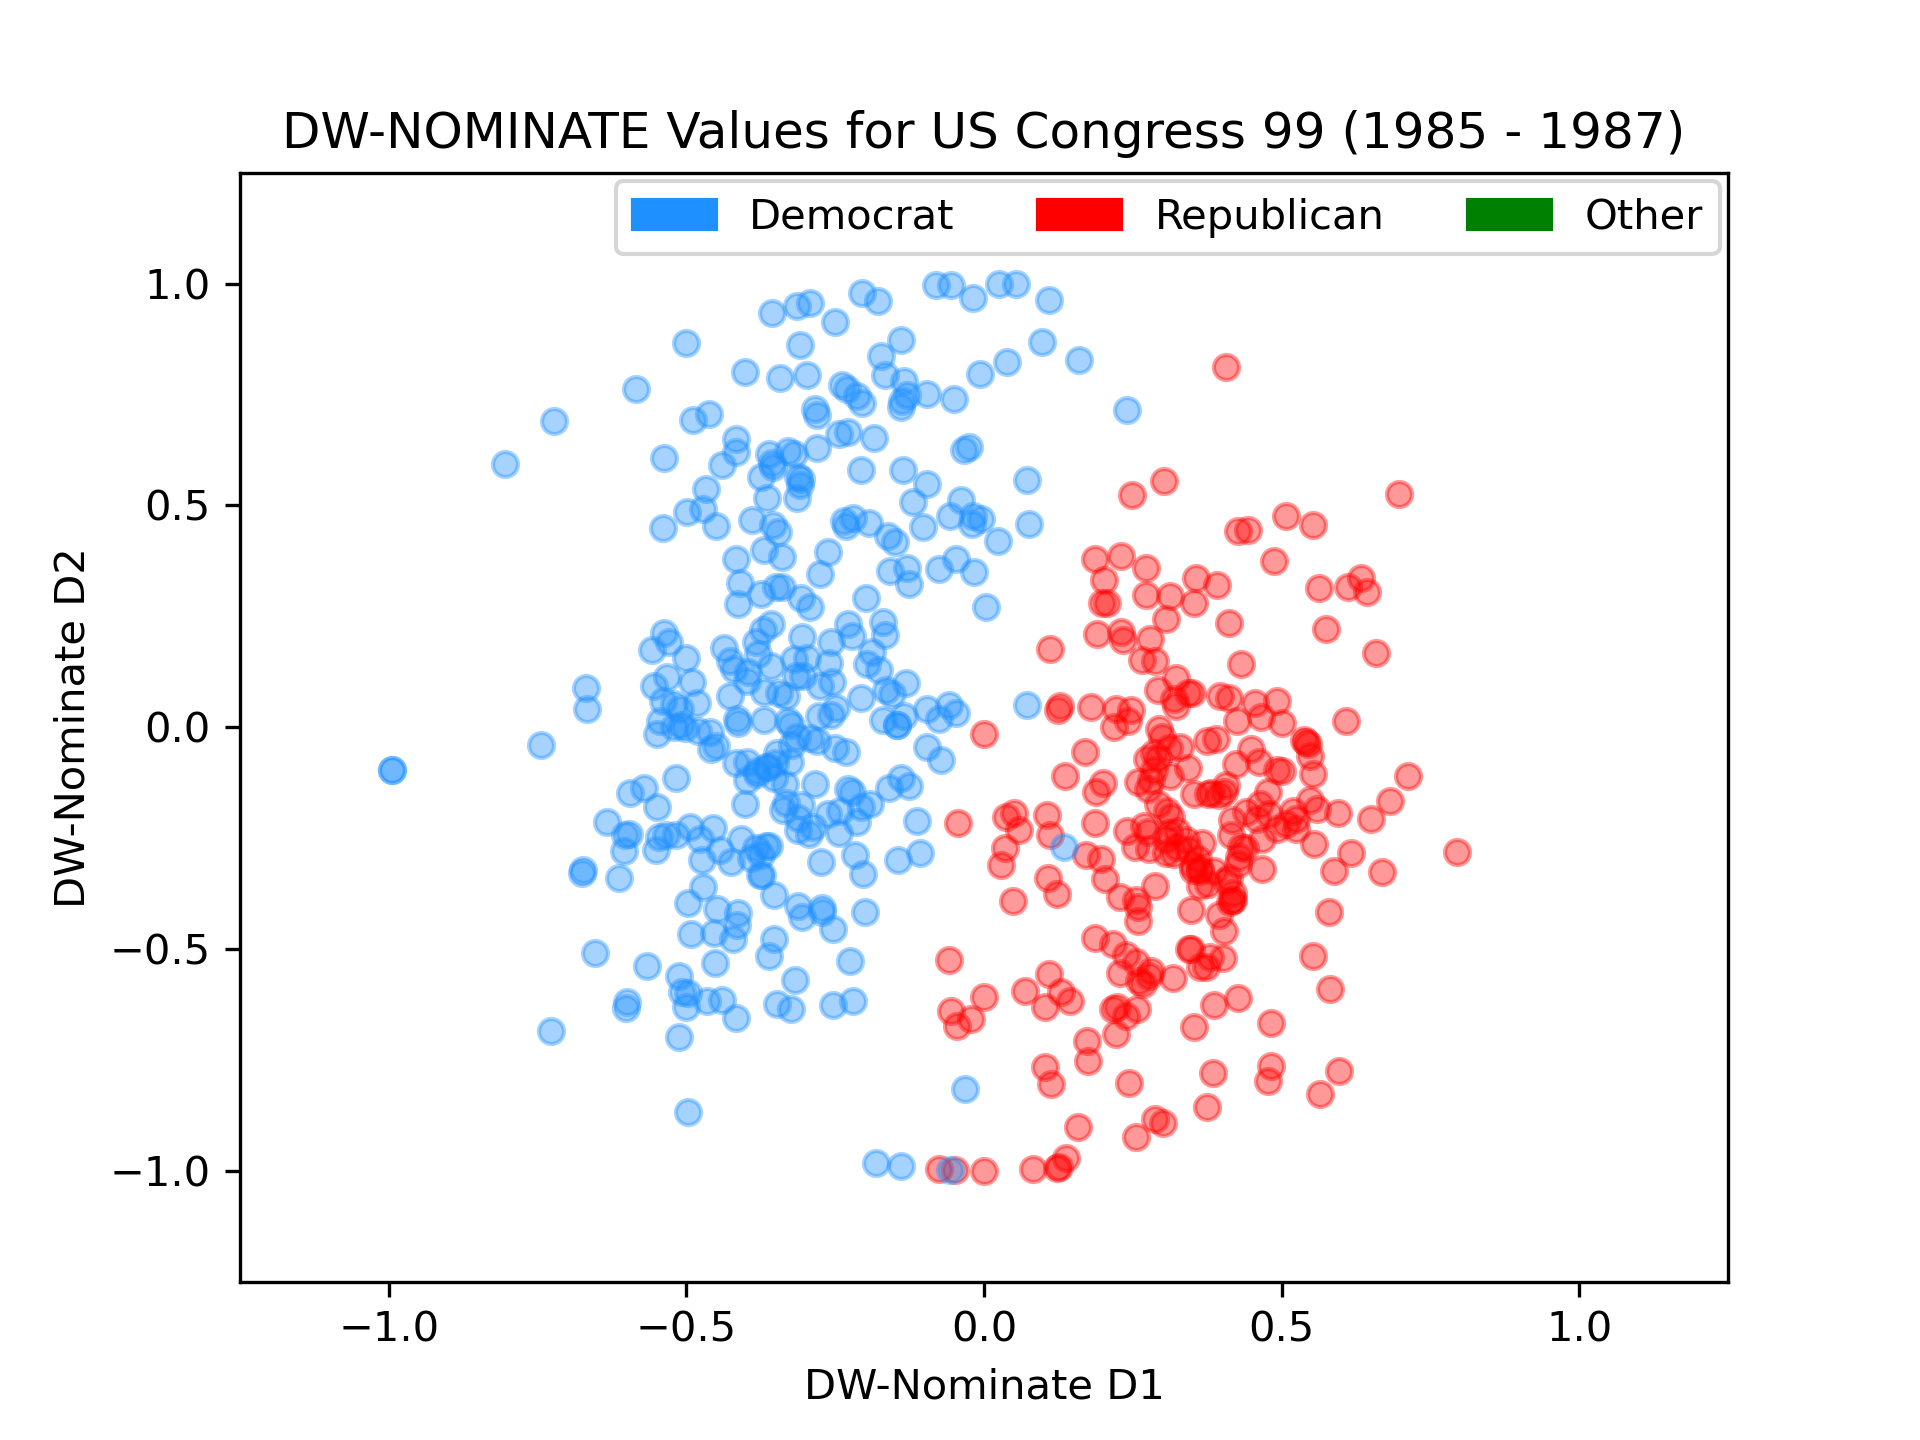 DW-NOMINATE Values for US Congress 99 (1985 - 1987)
Democrat Republican Other
1.0
0.5
0.0
−0.5
−1.0
DW-Nominate D2
−1.0 −0.5 0.0 0.5 1.0
DW-Nominate D1